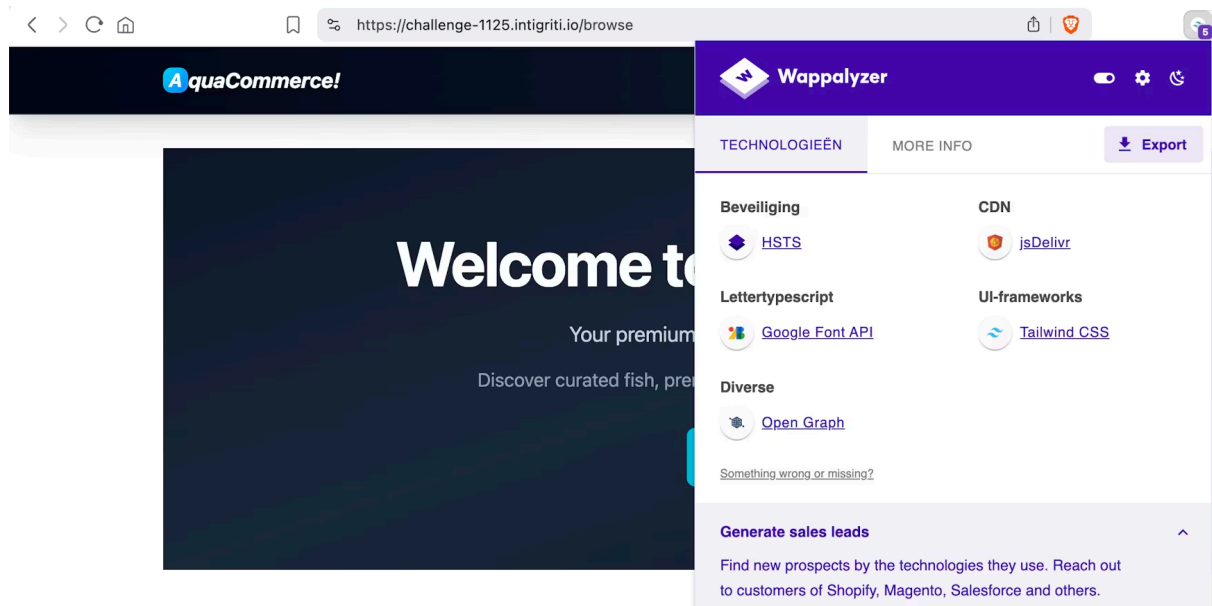 https://challenge-1125.intigriti.io/browse
5
AquaCommerce!
Wappalyzer
TECHNOLOGIEËN
MORE INFO
Export
Beveiliging
CDN
HSTS
jsDelivr
Lettertypescript
UI-frameworks
Google Font API
Tailwind CSS
Diverse
Open Graph
Something wrong or missing?
Generate sales leads
Find new prospects by the technologies they use. Reach out
to customers of Shopify, Magento, Salesforce and others.
Welcome to
Your premium
Discover curated fish,